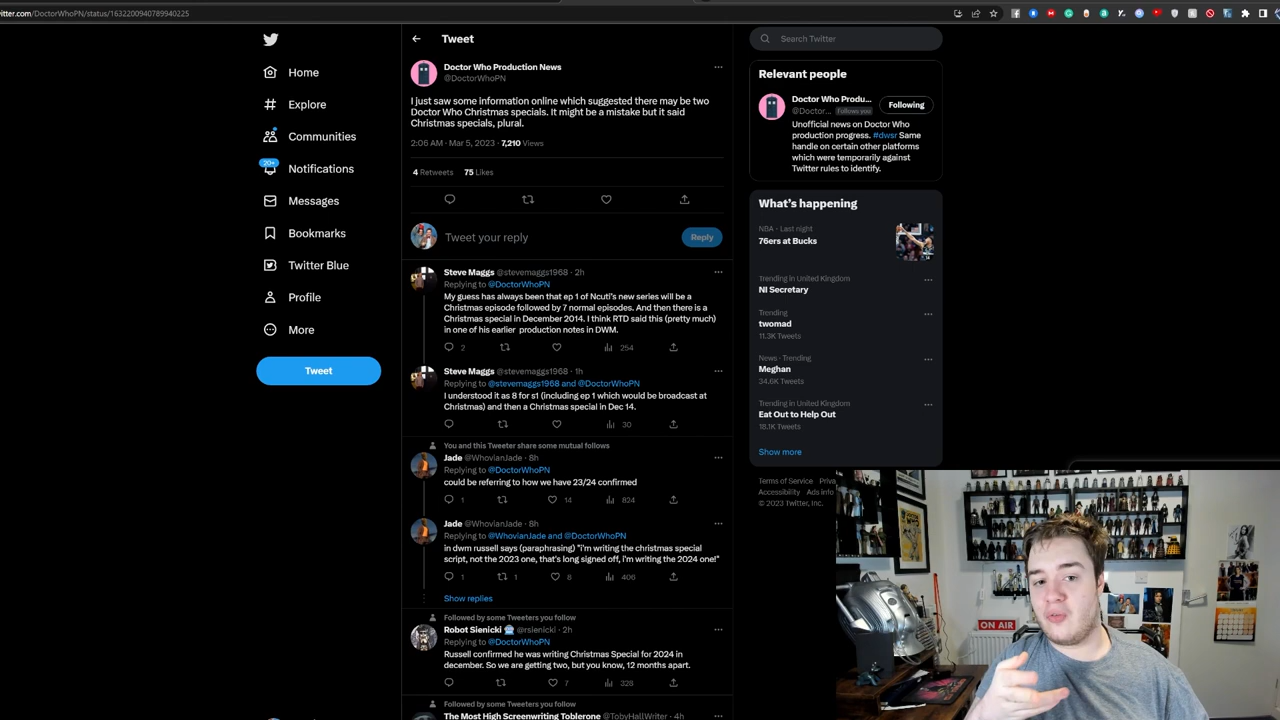 itter.com/DoctorWhoPN/status/1632200940789940225
Home
Explore
Communities
20+
Notifications
Messages
Bookmarks
Twitter Blue
Profile
More
Tweet
Tweet
Doctor Who Production News
@DoctorWhoPN
I just saw some information online which suggested there may be two
Doctor Who Christmas specials. It might be a mistake but it said
Christmas specials, plural.
2:06 AM · Mar 5, 2023 · 7,210 Views
4 Retweets 75 Likes
Tweet your reply
Reply
Steve Maggs @stevemaggs1968 · 2h
Replying to @DoctorWhoPN
My guess has always been that ep 1 of Ncuti's new series will be a
Christmas episode followed by 7 normal episodes. And then there is a
Christmas special in December 2014. I think RTD said this (pretty much)
in one of his earlier production notes in DWM.
2 254
Steve Maggs @stevemaggs1968 · 1h
Replying to @stevemaggs1968 and @DoctorWhoPN
I understood it as 8 for s1 (including ep 1 which would be broadcast at
Christmas) and then a Christmas special in Dec 14.
30
You and this Tweeter share some mutual follows
Jade @WhovianJade · 8h
Replying to @DoctorWhoPN
could be referring to how we have 23/24 confirmed
1 14 824
Jade @WhovianJade · 8h
Replying to @WhovianJade and @DoctorWhoPN
in dwm russell says (paraphrasing) "i'm writing the christmas special
script, not the 2023 one, that's long signed off, i'm writing the 2024 one!"
1 1 8 406
Show replies
Followed by some Tweeters you follow
Robot Sienicki @rsienicki · 2h
Replying to @DoctorWhoPN
Russell confirmed he was writing Christmas Special for 2024 in
december. So we are getting two, but you know, 12 months apart.
7 328
Followed by some Tweeters you follow
The Most High Screenwriting Toblerone @TobyHallWriter · 4h
Search Twitter
Relevant people
Doctor Who Produ...
@Doctor... Follows you
Following
Unofficial news on Doctor Who
production progress. #dwsr Same
handle on certain other platforms
which were temporarily against
Twitter rules to identify.
What's happening
NBA · Last night
76ers at Bucks
Trending in United Kingdom
NI Secretary
Trending
twomad
11.3K Tweets
News · Trending
Meghan
34.6K Tweets
Trending in United Kingdom
Eat Out to Help Out
18.1K Tweets
Show more
Terms of Service Priva
Accessibility Ads info
© 2023 Twitter, Inc.
ON AIR